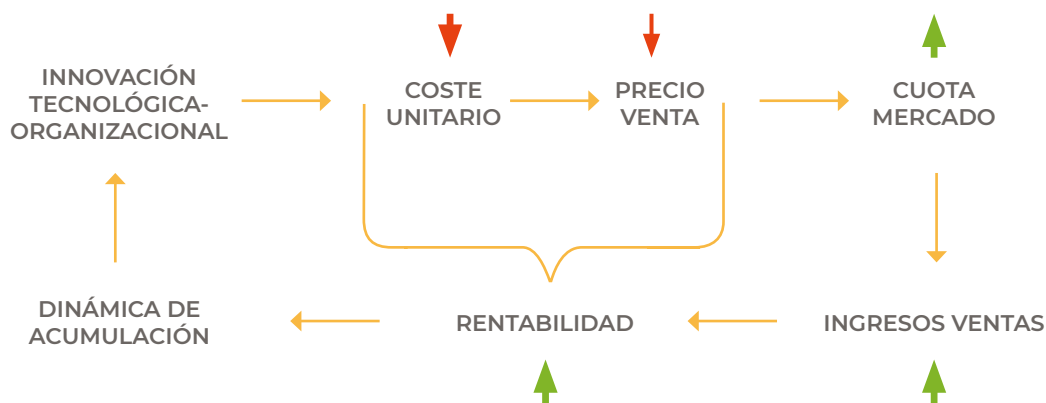 INNOVACIÓN
TECNOLÓGICA-
ORGANIZACIONAL
COSTE
UNITARIO
PRECIO
VENTA
CUOTA
MERCADO
DINÁMICA DE
ACUMULACIÓN
RENTABILIDAD
INGRESOS VENTAS